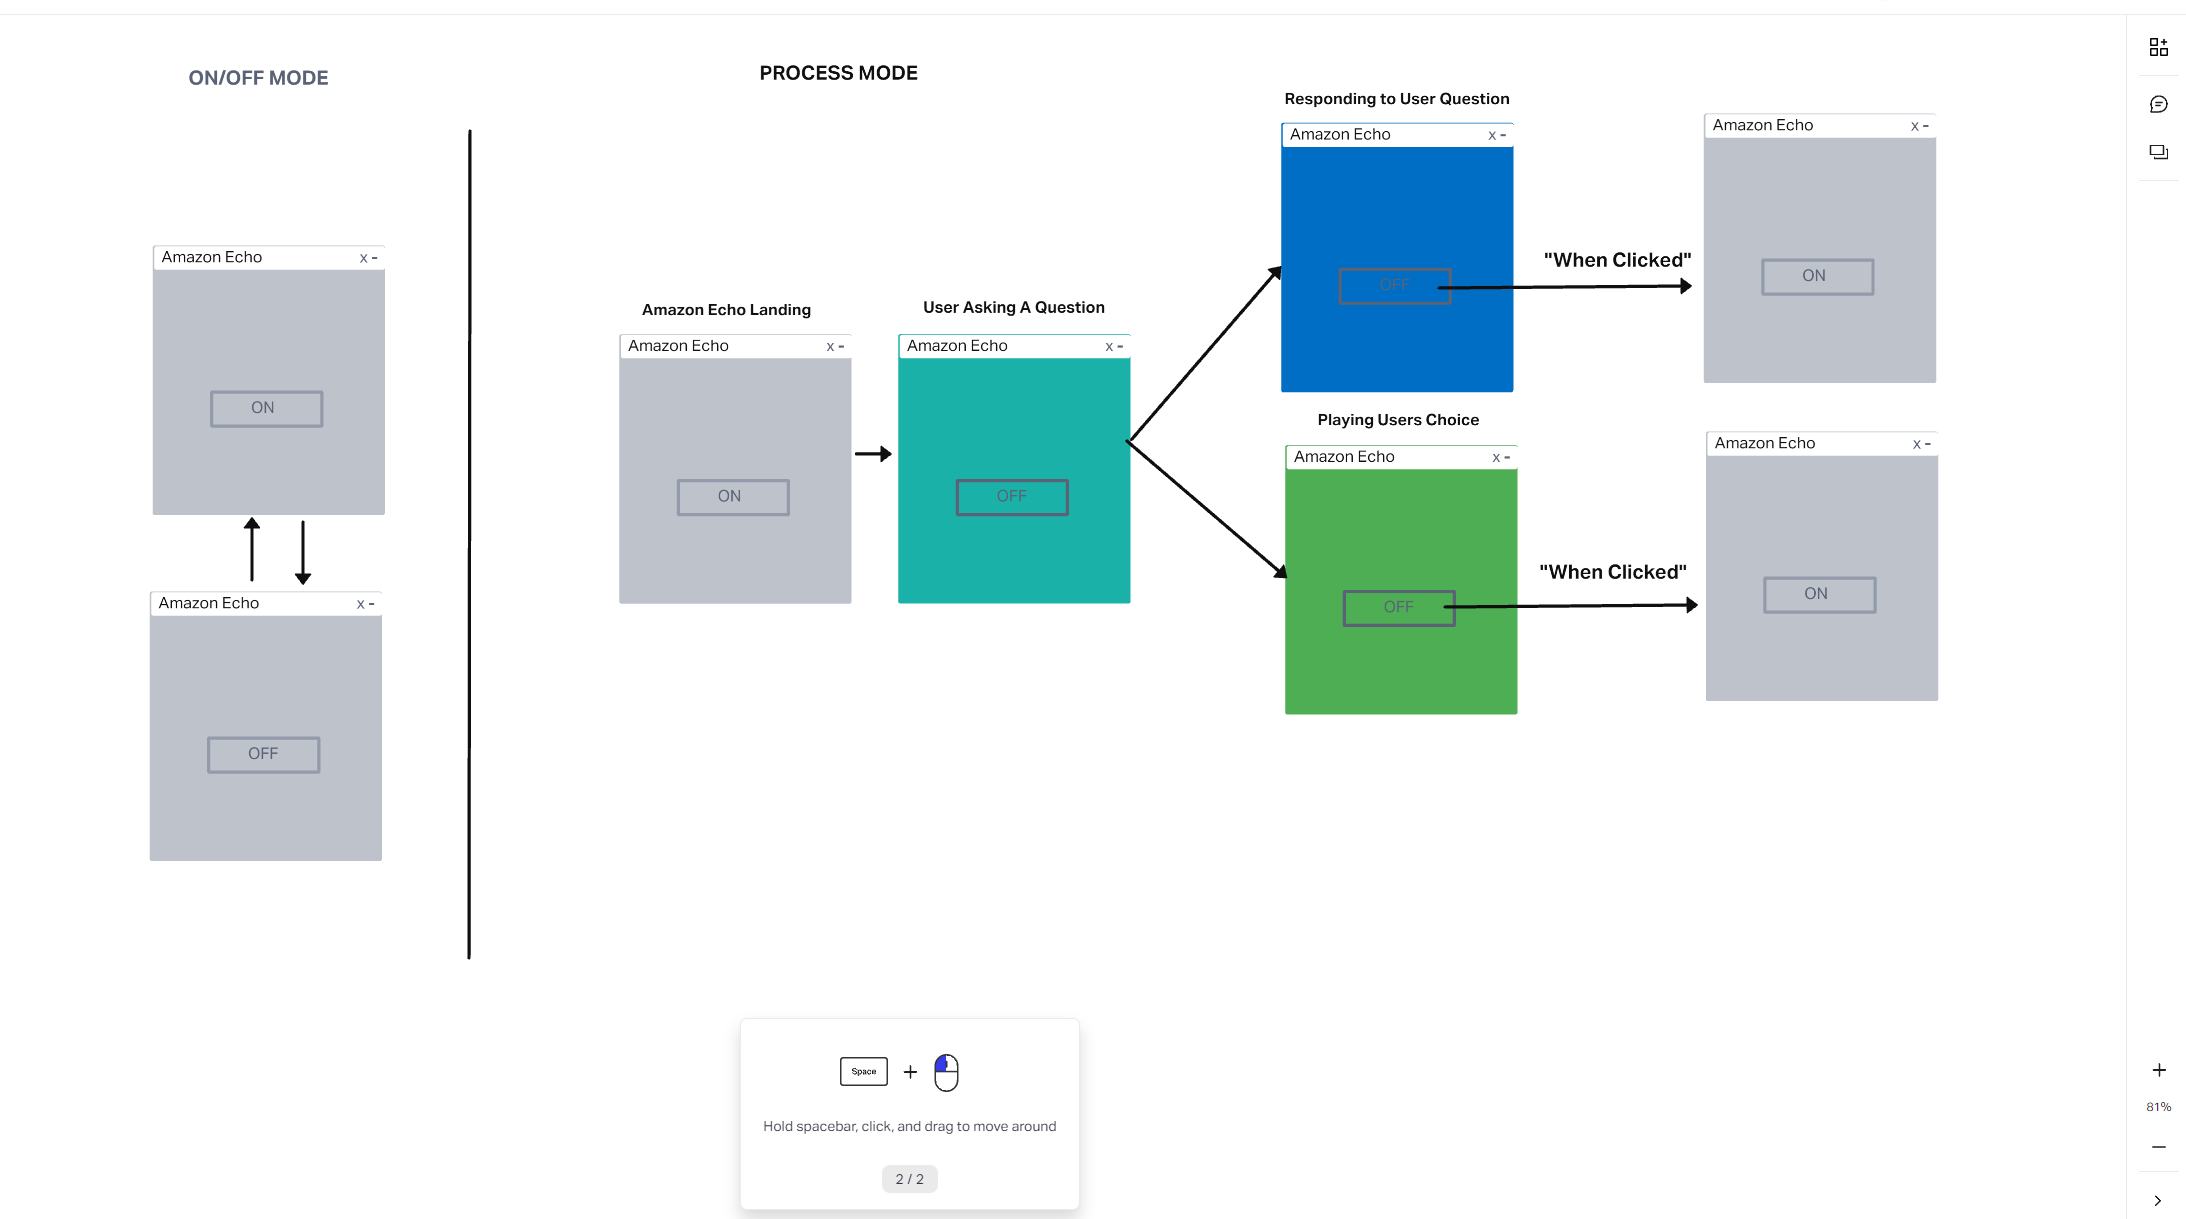 ON/OFF MODE
PROCESS MODE
Responding to User Question
Amazon Echo x -
OFF
"When Clicked"
Amazon Echo x -
ON
Amazon Echo x -
ON
Amazon Echo x -
OFF
Amazon Echo Landing
Amazon Echo x -
ON
User Asking A Question
Amazon Echo x -
OFF
Playing Users Choice
Amazon Echo x -
OFF
"When Clicked"
Amazon Echo x -
ON
Space +
Hold spacebar, click, and drag to move around
2 / 2
+
81%
−